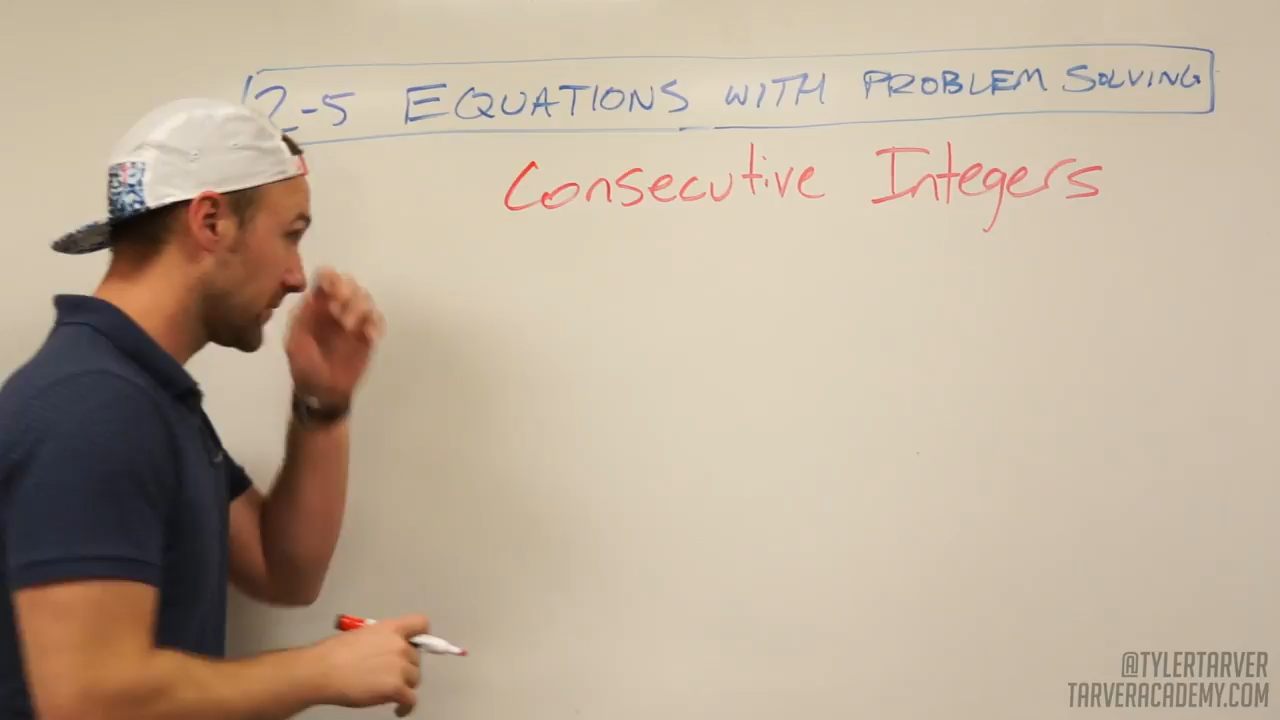 2-5 EQUATIONS WITH PROBLEM SOLVING
Consecutive Integers
@TYLERTARVER
TARVERACADEMY.COM